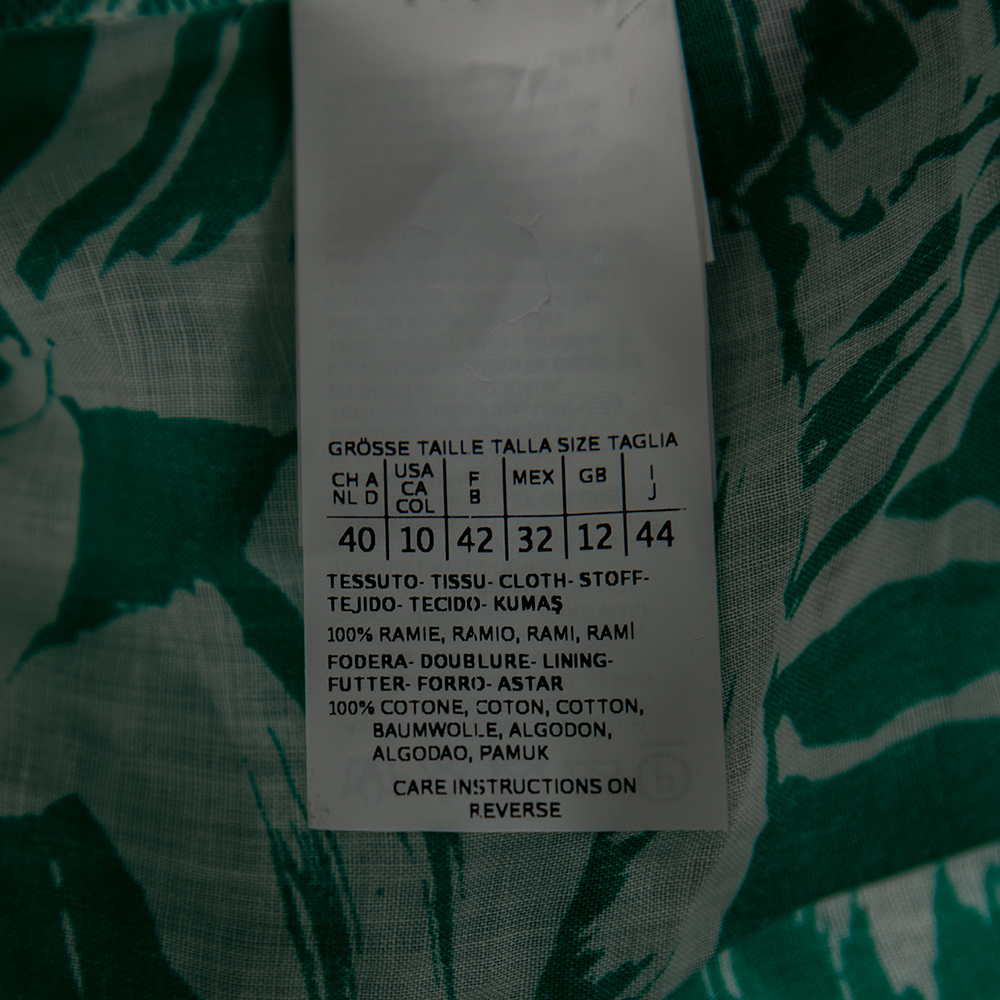 GRÖSSE TAILLE TALLA SIZE TAGLIA
CH A USA F MEX GB I
NL D CA B J
COL
40 10 42 32 12 44
TESSUTO- TISSU- CLOTH- STOFF-
TEJIDO- TECIDO- KUMAŞ
100% RAMIE, RAMIO, RAMI, RAMİ
FODERA- DOUBLURE- LINING-
FUTTER- FORRO- ASTAR
100% COTONE, COTON, COTTON,
BAUMWOLLE, ALGODON,
ALGODAO, PAMUK
CARE INSTRUCTIONS ON
REVERSE